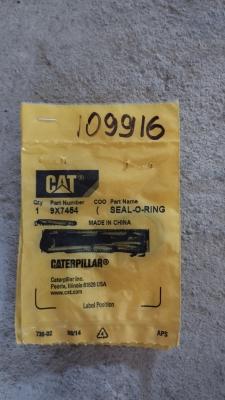 109916
CAT
Qty Part Number COO Part Name
1 9X7464 ( SEAL-O-RING
MADE IN CHINA
CATERPILLAR®
Caterpillar Inc.
Peoria, Illinois 61629 USA
www.cat.com
Label Position
APS